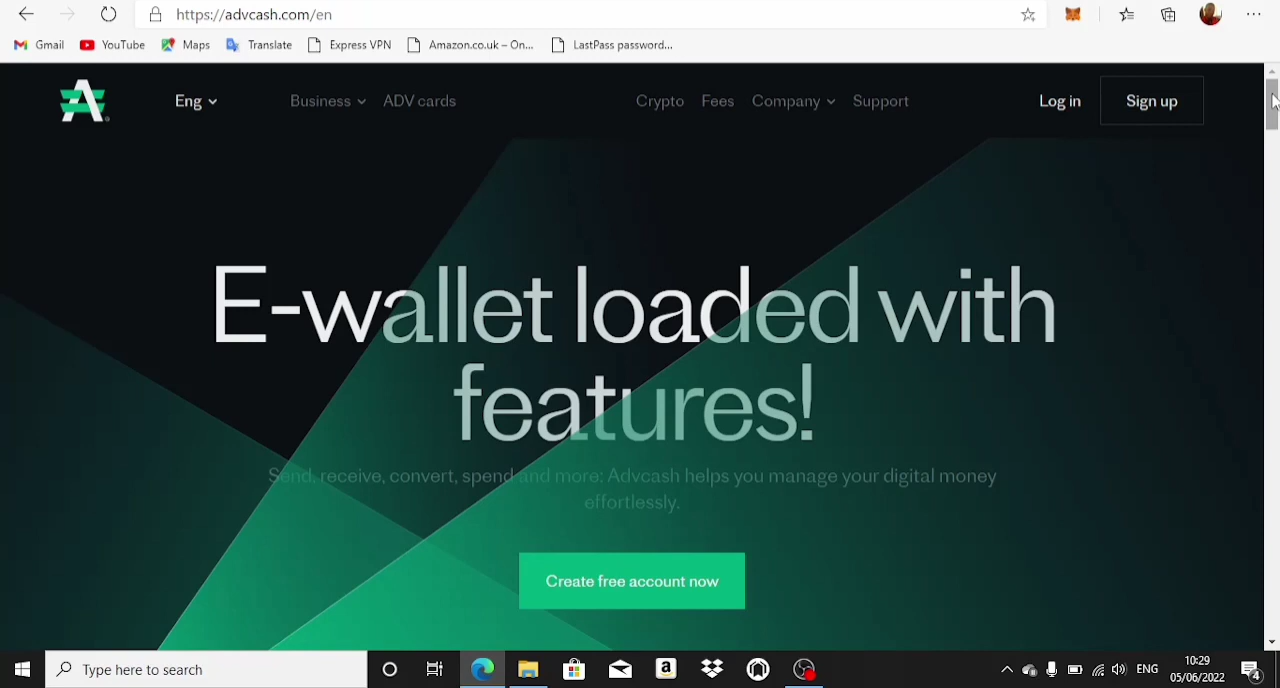 https://advcash.com/en
Gmail YouTube Maps Translate Express VPN Amazon.co.uk – On... LastPass password...
Eng Business ADV cards Crypto Fees Company Support Log in Sign up
E-wallet loaded with
features!
Send, receive, convert, spend and more: Advcash helps you manage your digital money
effortlessly.
Create free account now
Type here to search
ENG
10:29
05/06/2022
4